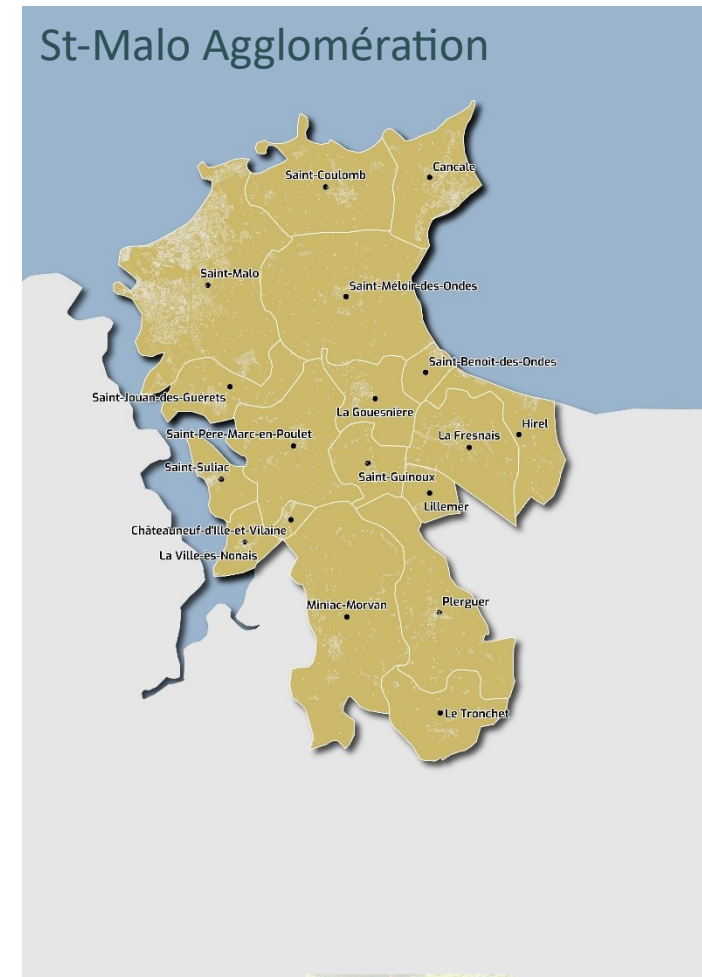 St-Malo Agglomération
Cancale
Saint-Coulomb
Saint-Malo
Saint-Méloir-des-Ondes
Saint-Benoît-des-Ondes
Saint-Jouan-des-Guérets
La Gouesnière
Hirel
Saint-Père-Marc-en-Poulet
La Fresnais
Saint-Suliac
Saint-Guinoux
Lillemer
Châteauneuf-d'Ille-et-Vilaine
La Ville-ès-Nonais
Miniac-Morvan
Plerguer
Le Tronchet